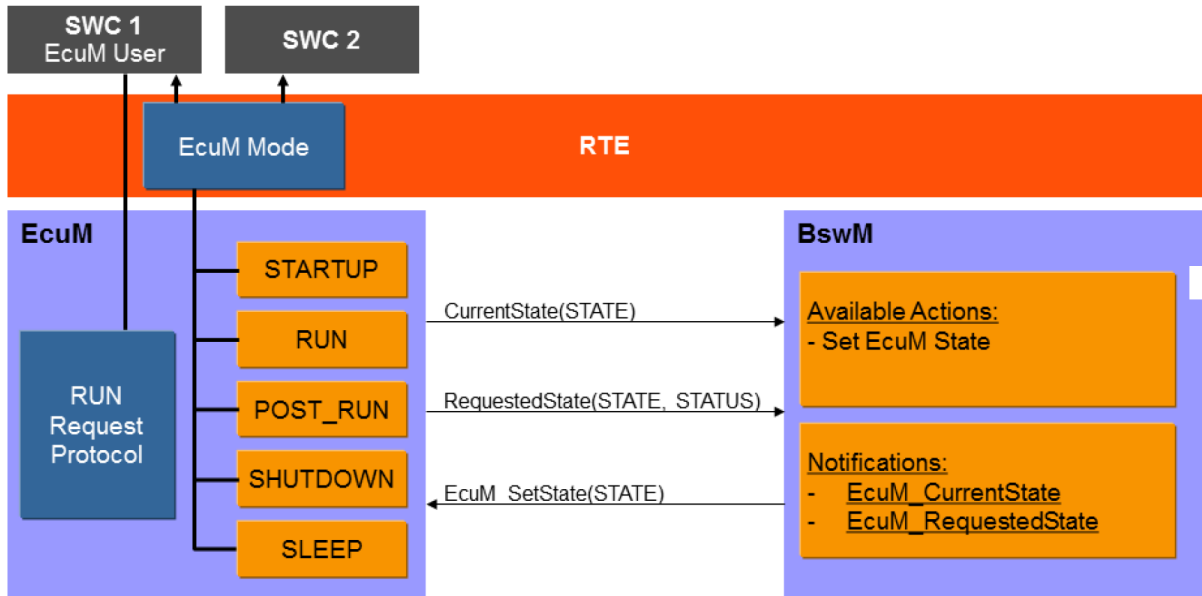 SWC 1
EcuM User
SWC 2
EcuM Mode
RTE
EcuM
STARTUP
RUN
POST_RUN
SHUTDOWN
SLEEP
RUN
Request
Protocol
CurrentState(STATE)
RequestedState(STATE, STATUS)
EcuM_SetState(STATE)
BswM
Available Actions:
- Set EcuM State
Notifications:
- EcuM_CurrentState
- EcuM_RequestedState